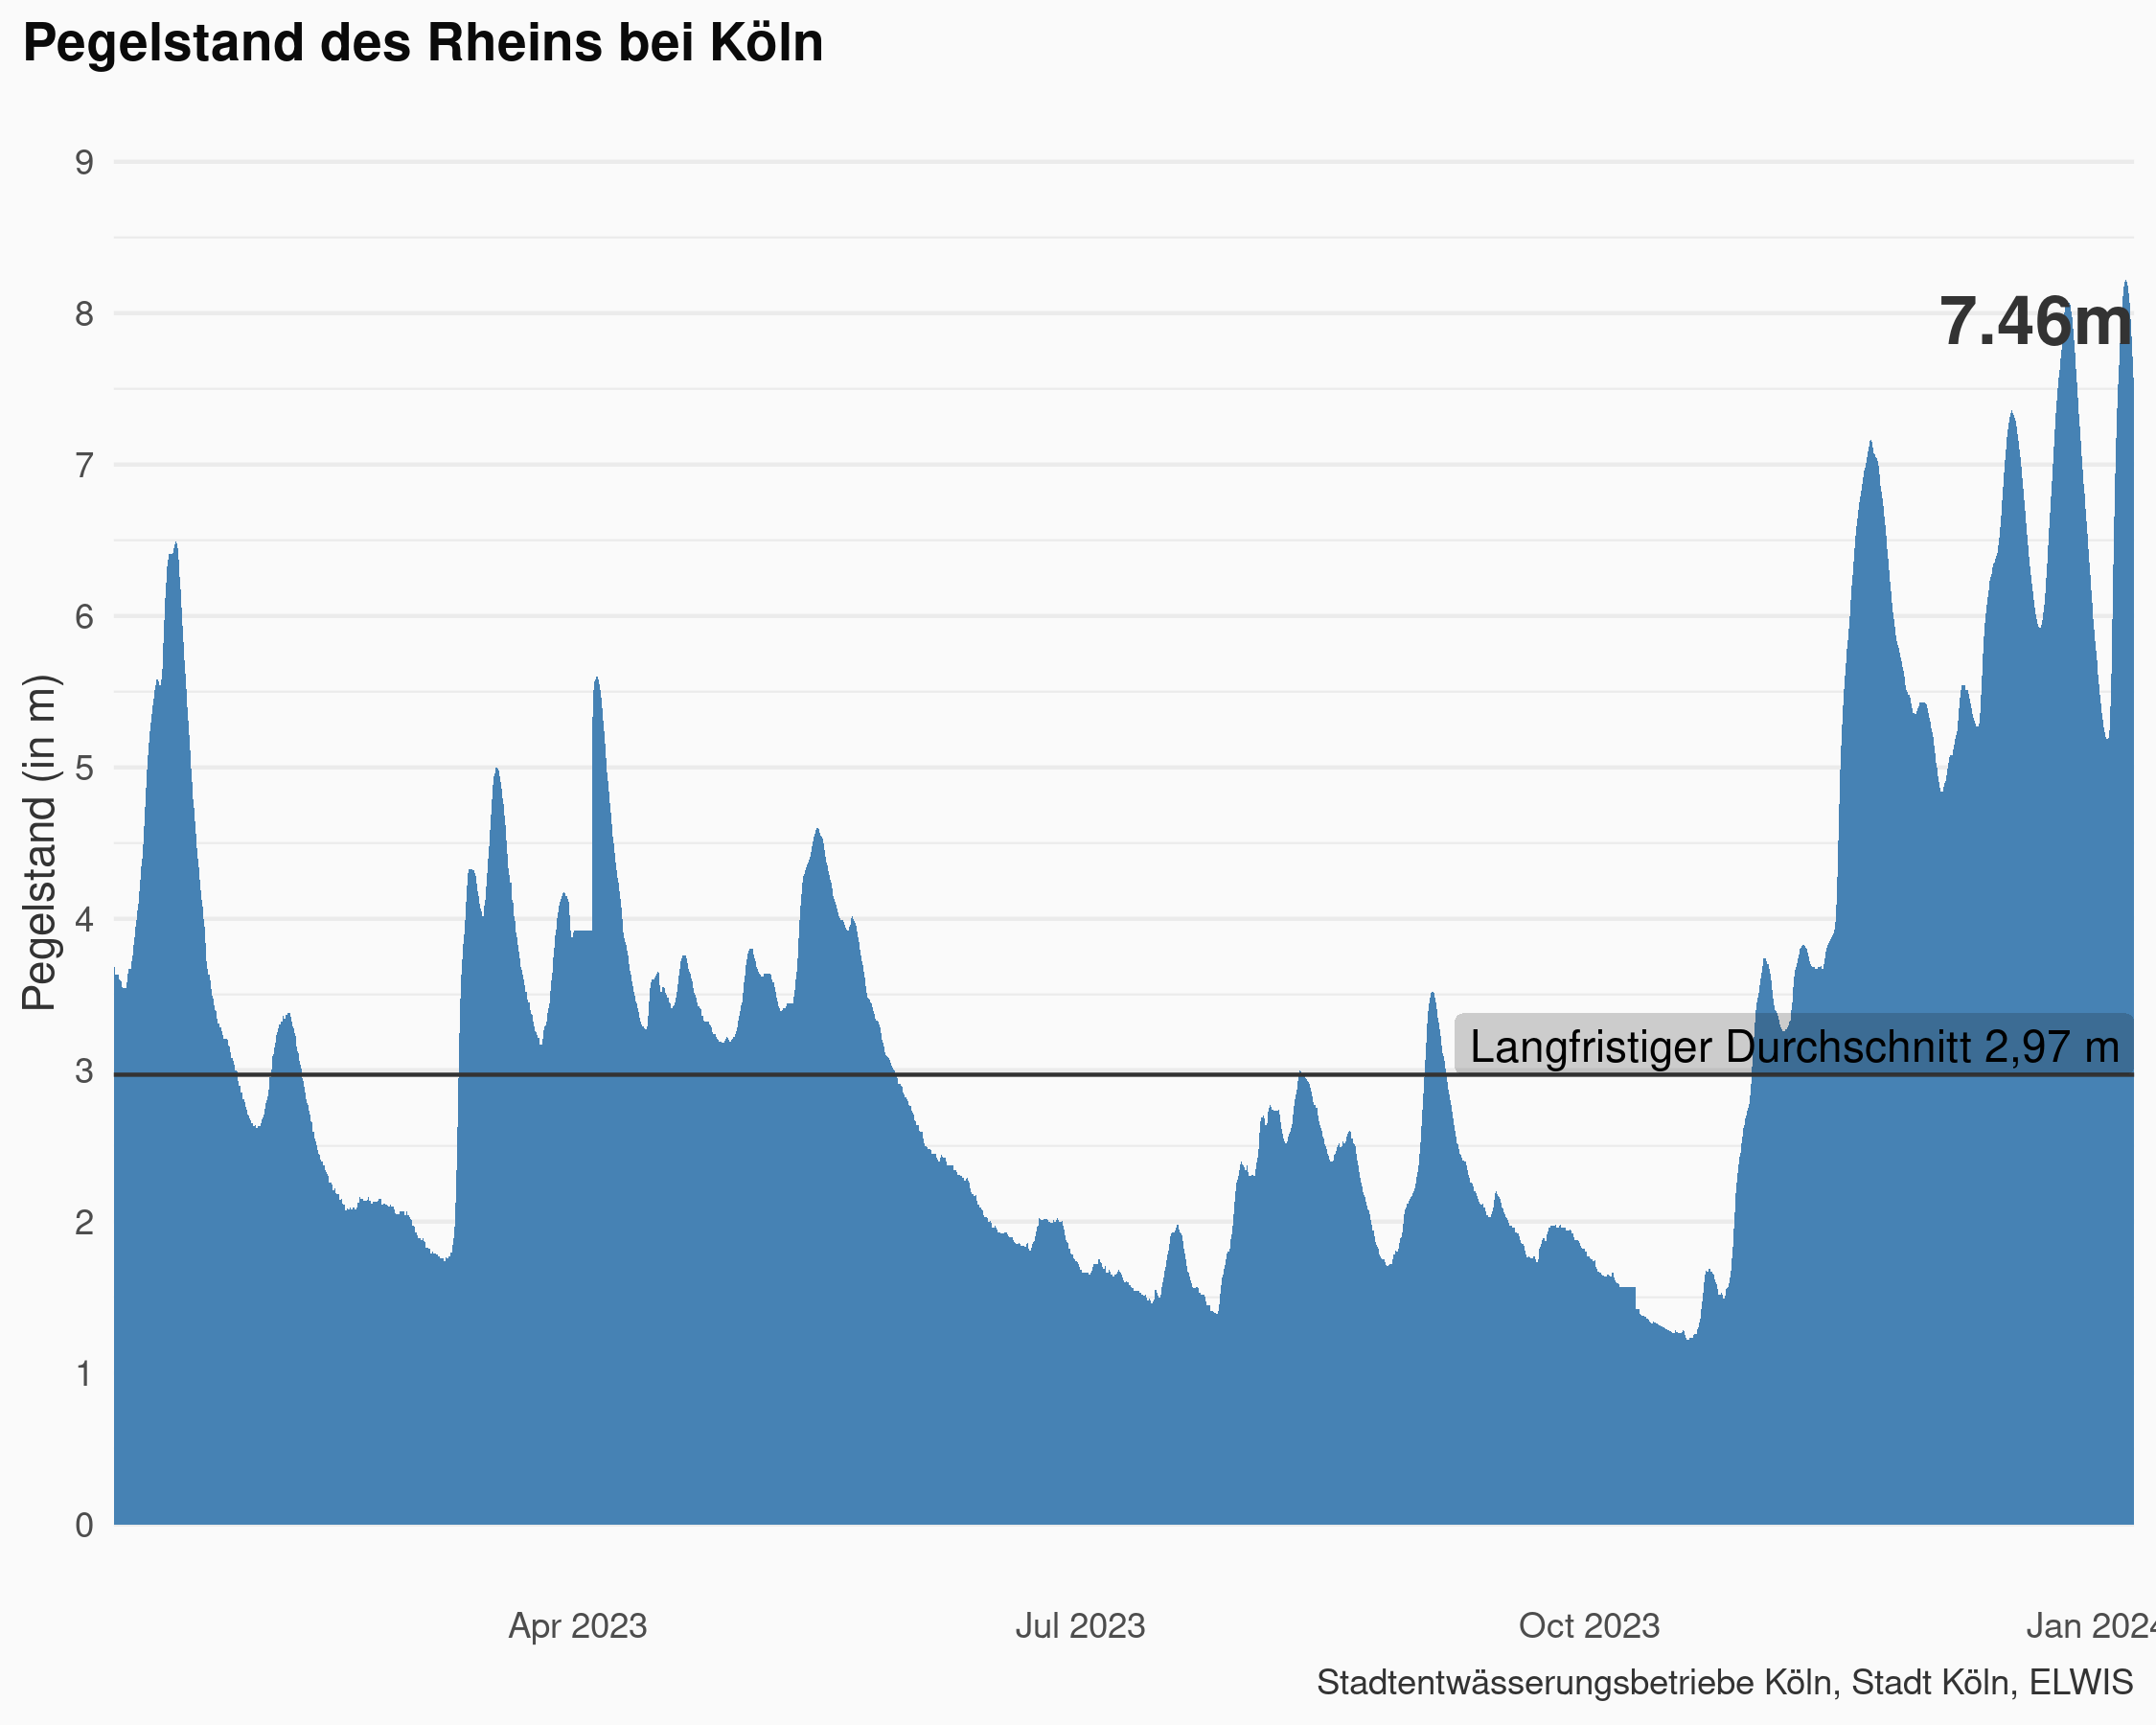 Pegelstand des Rheins bei Köln
Pegelstand (in m)
9
8
7
6
5
4
3
2
1
0
7.46m
Langfristiger Durchschnitt 2,97 m
Apr 2023
Jul 2023
Oct 2023
Jan 2024
Stadtentwässerungsbetriebe Köln, Stadt Köln, ELWIS